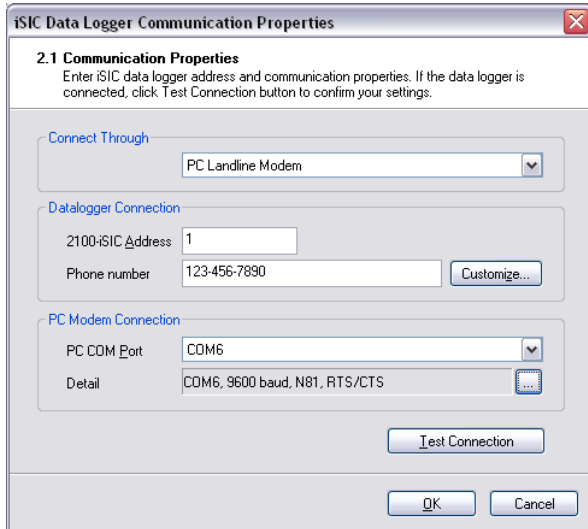 iSIC Data Logger Communication Properties
2.1 Communication Properties
Enter iSIC data logger address and communication properties. If the data logger is
connected, click Test Connection button to confirm your settings.
Connect Through
PC Landline Modem
Datalogger Connection
2100-iSIC Address 1
Phone number 123-456-7890 Customize...
PC Modem Connection
PC COM Port COM6
Detail COM6, 9600 baud, N81, RTS/CTS ...
Test Connection
OK Cancel